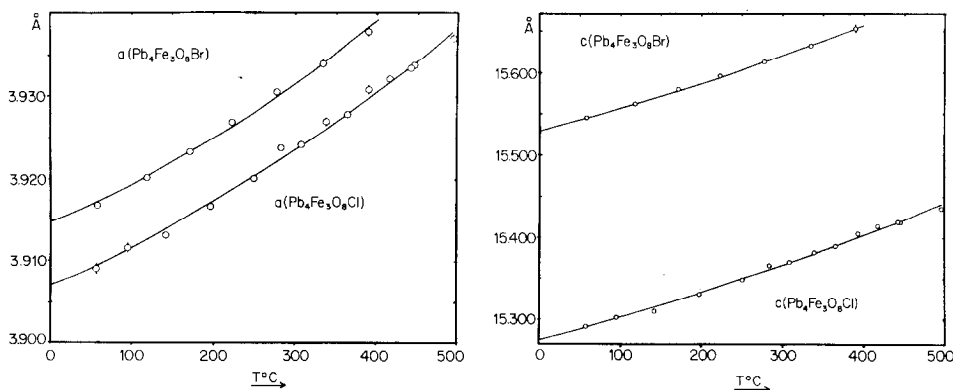 Å
a(Pb₄Fe₃O₈Br)
3.930
3.920
a(Pb₄Fe₃O₈Cl)
3.910
3.900
0 100 200 300 400 500
T°C
Å
c(Pb₄Fe₃O₈Br)
15.600
15.500
15.400
c(Pb₄Fe₃O₈Cl)
15.300
0 100 200 300 400 500
T°C